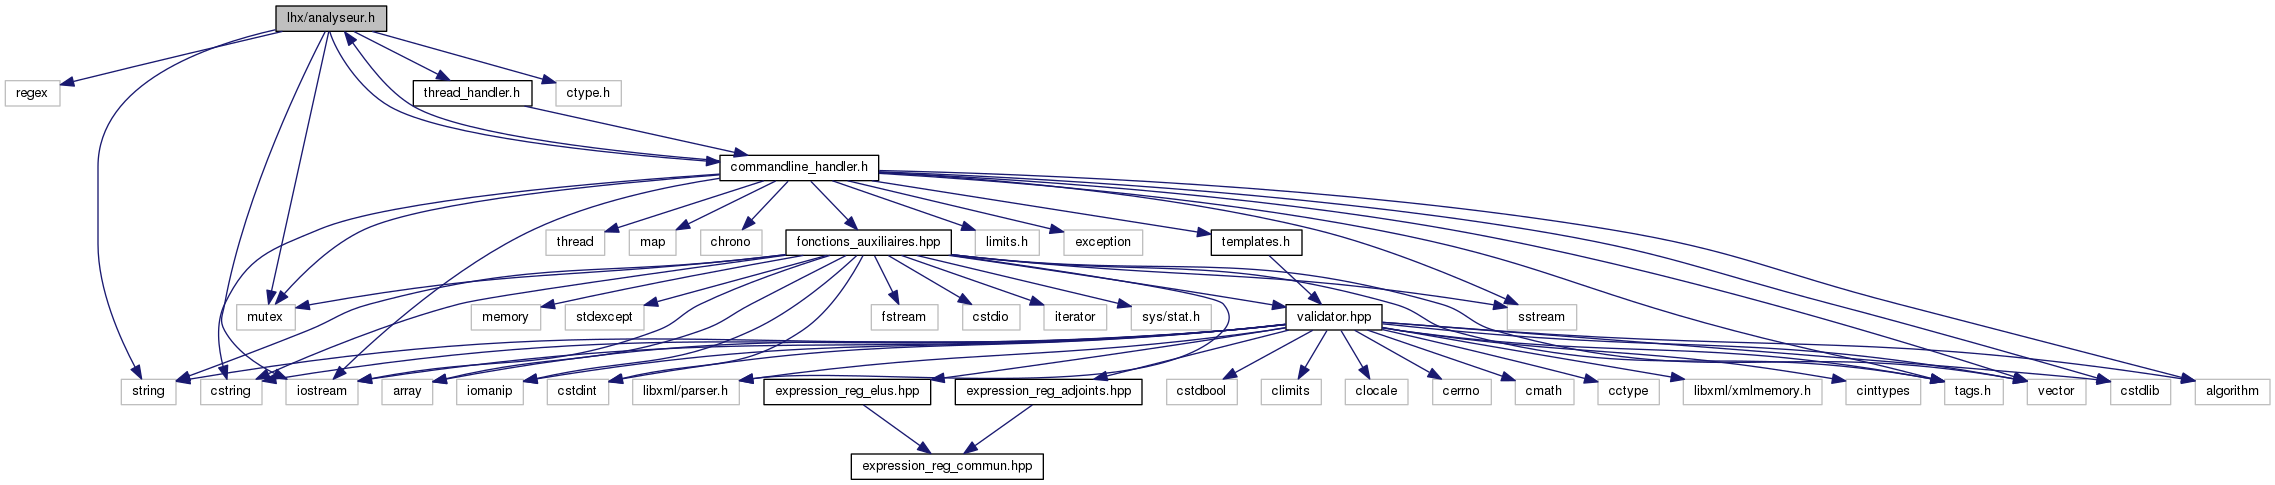 lhx/analyseur.h
regex
thread_handler.h
ctype.h
commandline_handler.h
thread
map
chrono
fonctions_auxiliaires.hpp
limits.h
exception
templates.h
mutex
memory
stdexcept
fstream
cstdio
iterator
sys/stat.h
validator.hpp
sstream
string
cstring
iostream
array
iomanip
cstdint
libxml/parser.h
expression_reg_elus.hpp
expression_reg_adjoints.hpp
cstdbool
climits
clocale
cerrno
cmath
cctype
libxml/xmlmemory.h
cinttypes
tags.h
vector
cstdlib
algorithm
expression_reg_commun.hpp